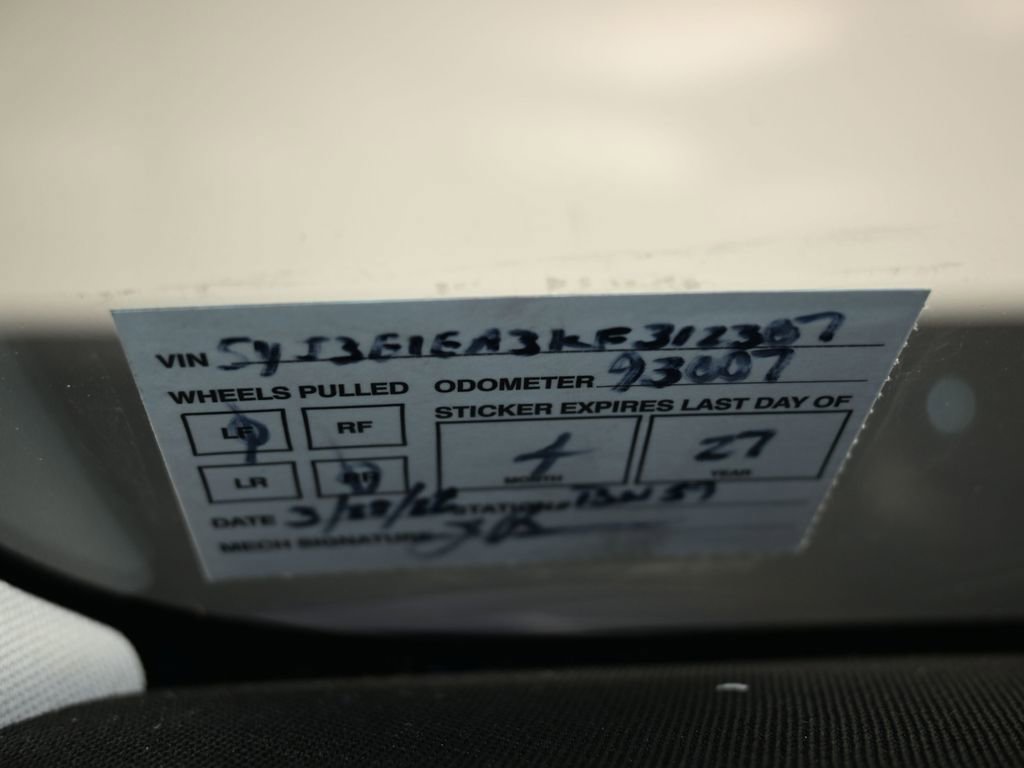 VIN 5YJ3E1EA3KF312307
WHEELS PULLED ODOMETER 93007
STICKER EXPIRES LAST DAY OF
LF RF
4 27
MONTH YEAR
LR RR
DATE STATION#
MECH SIGNATURE